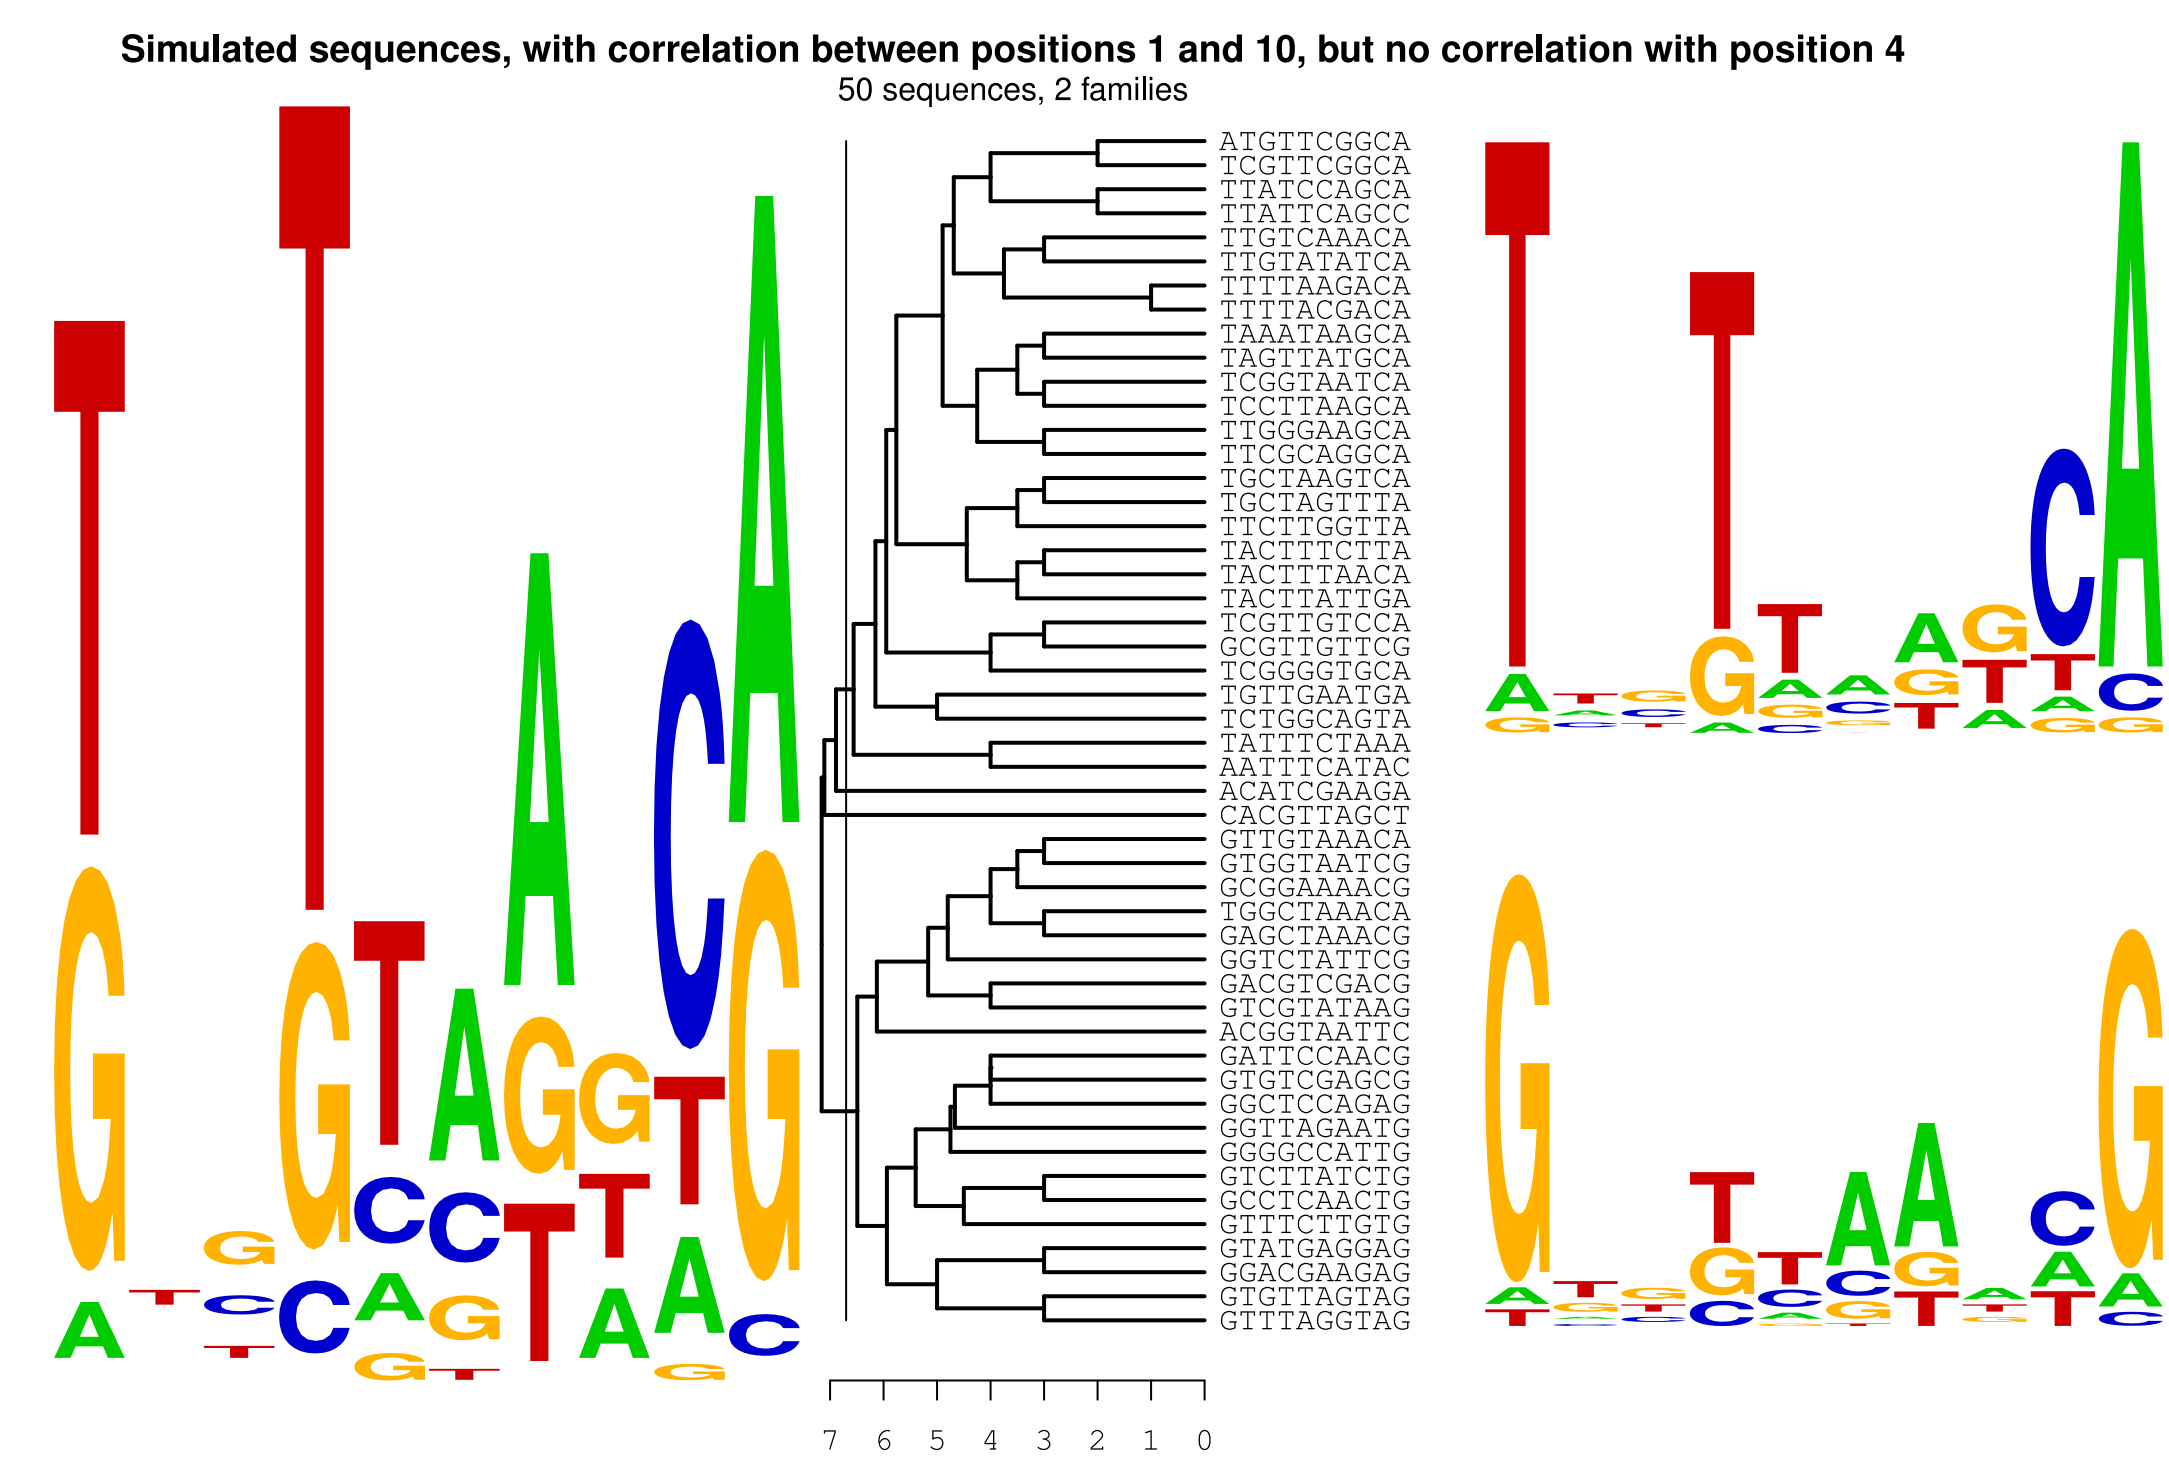 Simulated sequences, with correlation between positions 1 and 10, but no correlation with position 4
50 sequences, 2 families
ATGTTCGGCA
TCGTTCGGCA
TTATCCAGCA
TTATTCAGCC
TTGTCAAACA
TTGTATATCA
TTTTAAGACA
TTTTACGACA
TAAATAAGCA
TAGTTATGCA
TCGGTAATCA
TCCTTAAGCA
TTGGGAAGCA
TTCGCAGGCA
TGCTAAGTCA
TGCTAGTTTA
TTCTTGGTTA
TACTTTCTTA
TACTTTAACA
TACTTATTGA
TCGTTGTCCA
GCGTTGTTCG
TCGGGGTGCA
TGTTGAATGA
TCTGGCAGTA
TATTTCTAAA
AATTTCATAC
ACATCGAAGA
CACGTTAGCT
GTTGTAAACA
GTGGTAATCG
GCGGAAAACG
TGGCTAAACA
GAGCTAAACG
GGTCTATTCG
GACGTCGACG
GTCGTATAAG
ACGGTAATTC
GATTCCAACG
GTGTCGAGCG
GGCTCCAGAG
GGTTAGAATG
GGGGCCATTG
GTCTTATCTG
GCCTCAACTG
GTTTCTTGTG
GTATGAGGAG
GGACGAAGAG
GTGTTAGTAG
GTTTAGGTAG
7 6 5 4 3 2 1 0